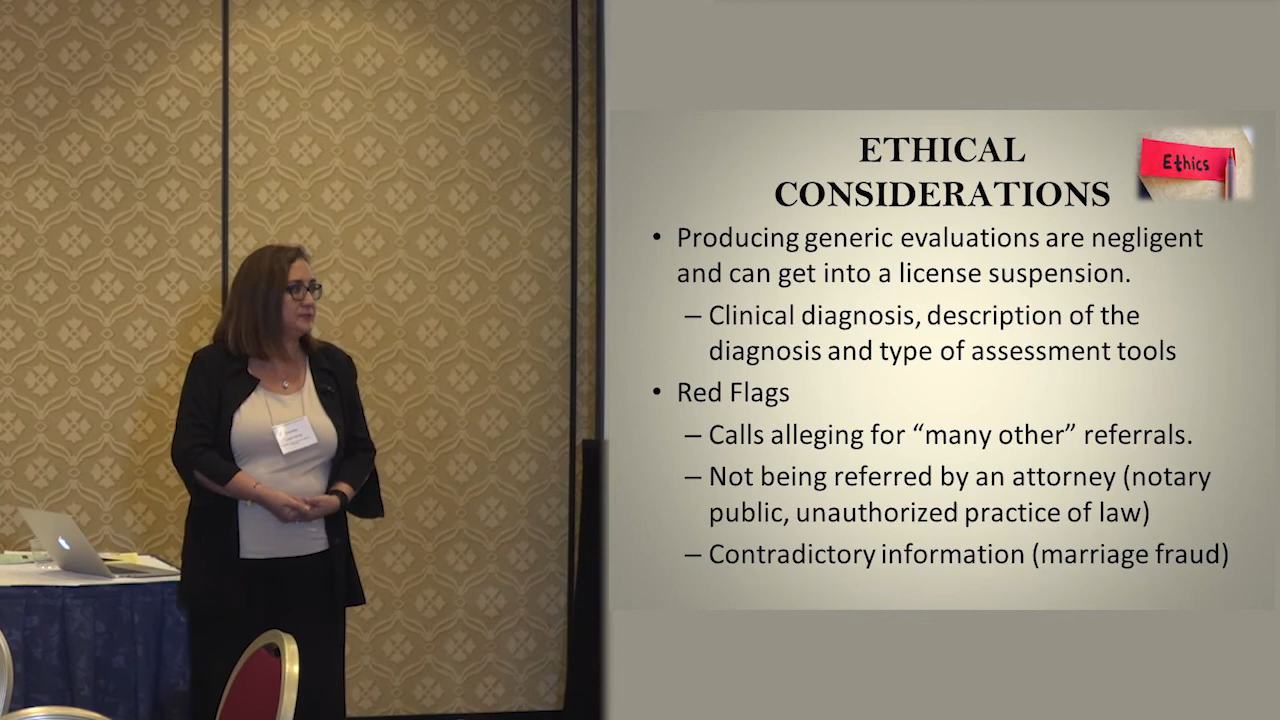 ETHICAL
CONSIDERATIONS
Ethics
• Producing generic evaluations are negligent
and can get into a license suspension.
– Clinical diagnosis, description of the
diagnosis and type of assessment tools
• Red Flags
– Calls alleging for “many other” referrals.
– Not being referred by an attorney (notary
public, unauthorized practice of law)
– Contradictory information (marriage fraud)